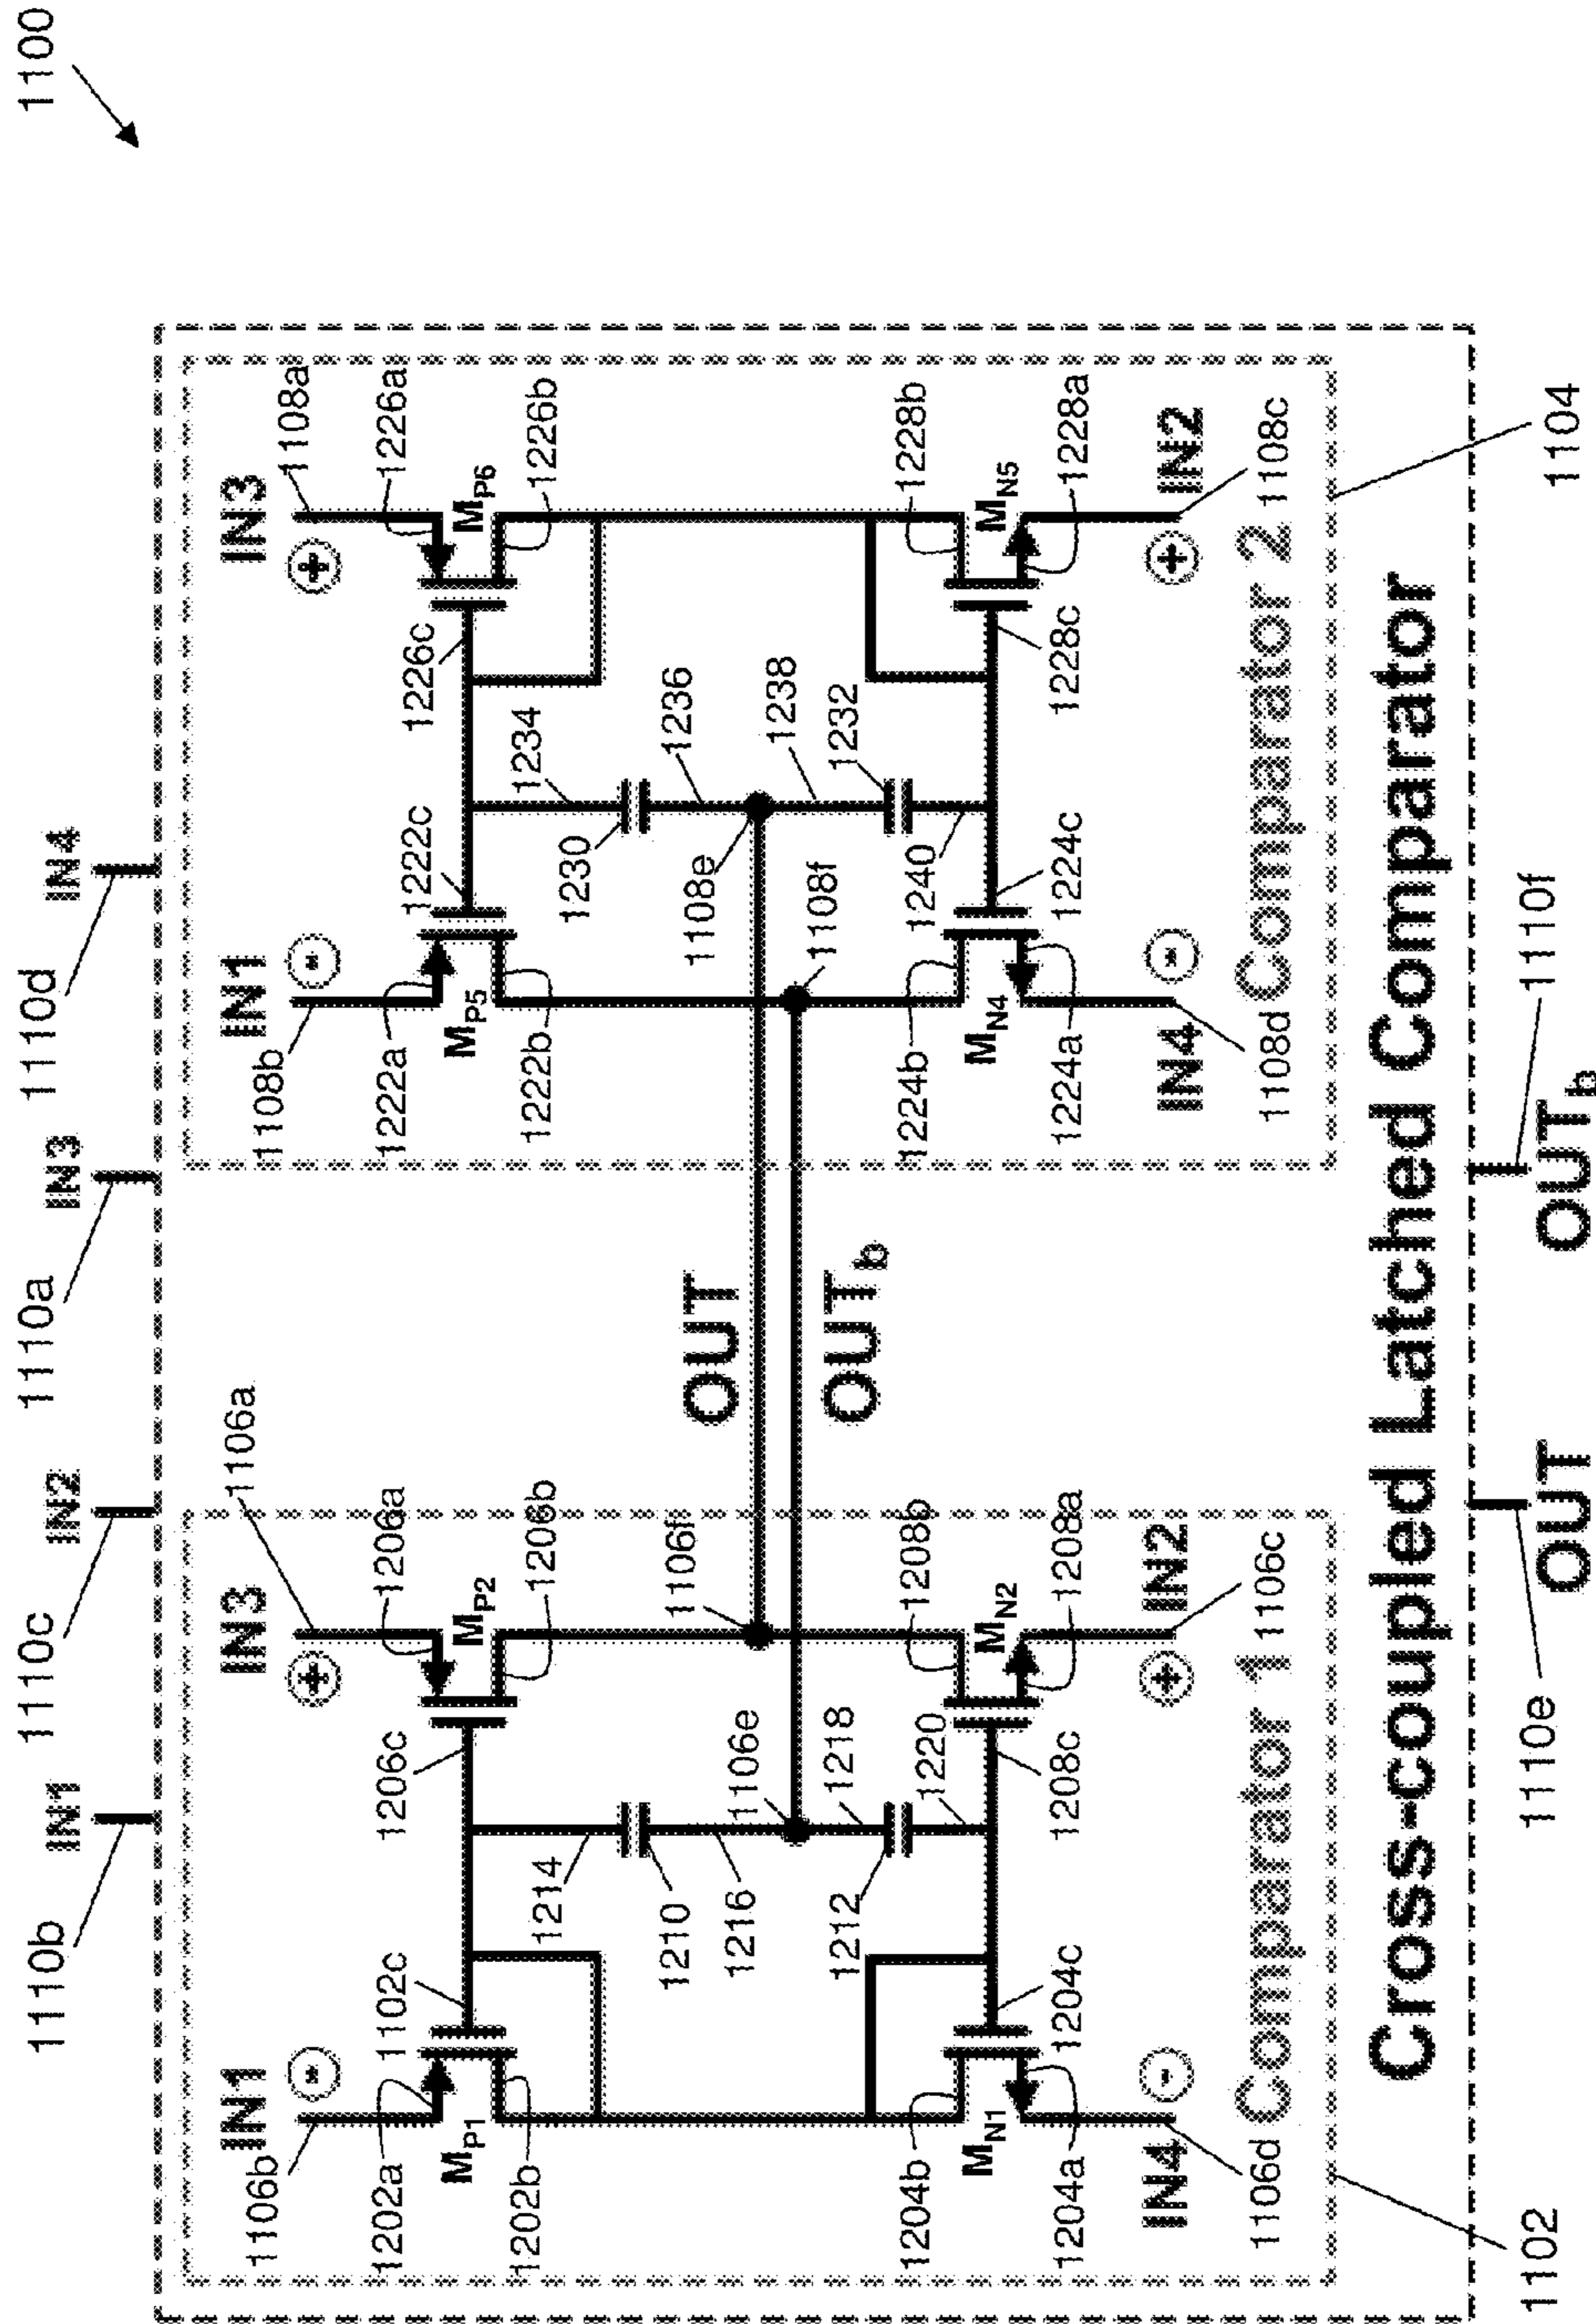 1100
1110b
1110c
1110a
1110d
IN1
IN2
IN3
IN4
IN1
IN3
IN1
IN3
1106b
1106a
1108b
1108a
-
+
-
+
1202a
1102c
1206c
1206a
1222a
1222c
1226c
1226a
MP1
MP2
MP5
MP6
1202b
1206b
1222b
1226b
1214
1234
1210
1230
1216
1236
1106e
1106f
1108e
OUT
OUTb
1108f
1218
1238
1212
1232
1220
1240
1204b
1208b
1224b
1228b
MN1
MN2
MN4
MN5
1204c
1208c
1224c
1228c
1204a
1208a
1224a
1228a
IN4
-
+
IN2
IN4
-
+
IN2
1106d
Comparator 1
1106c
1108d
Comparator 2
1108c
Cross-coupled Latched Comparator
1102
1110e
1110f
1104
OUT
OUTb